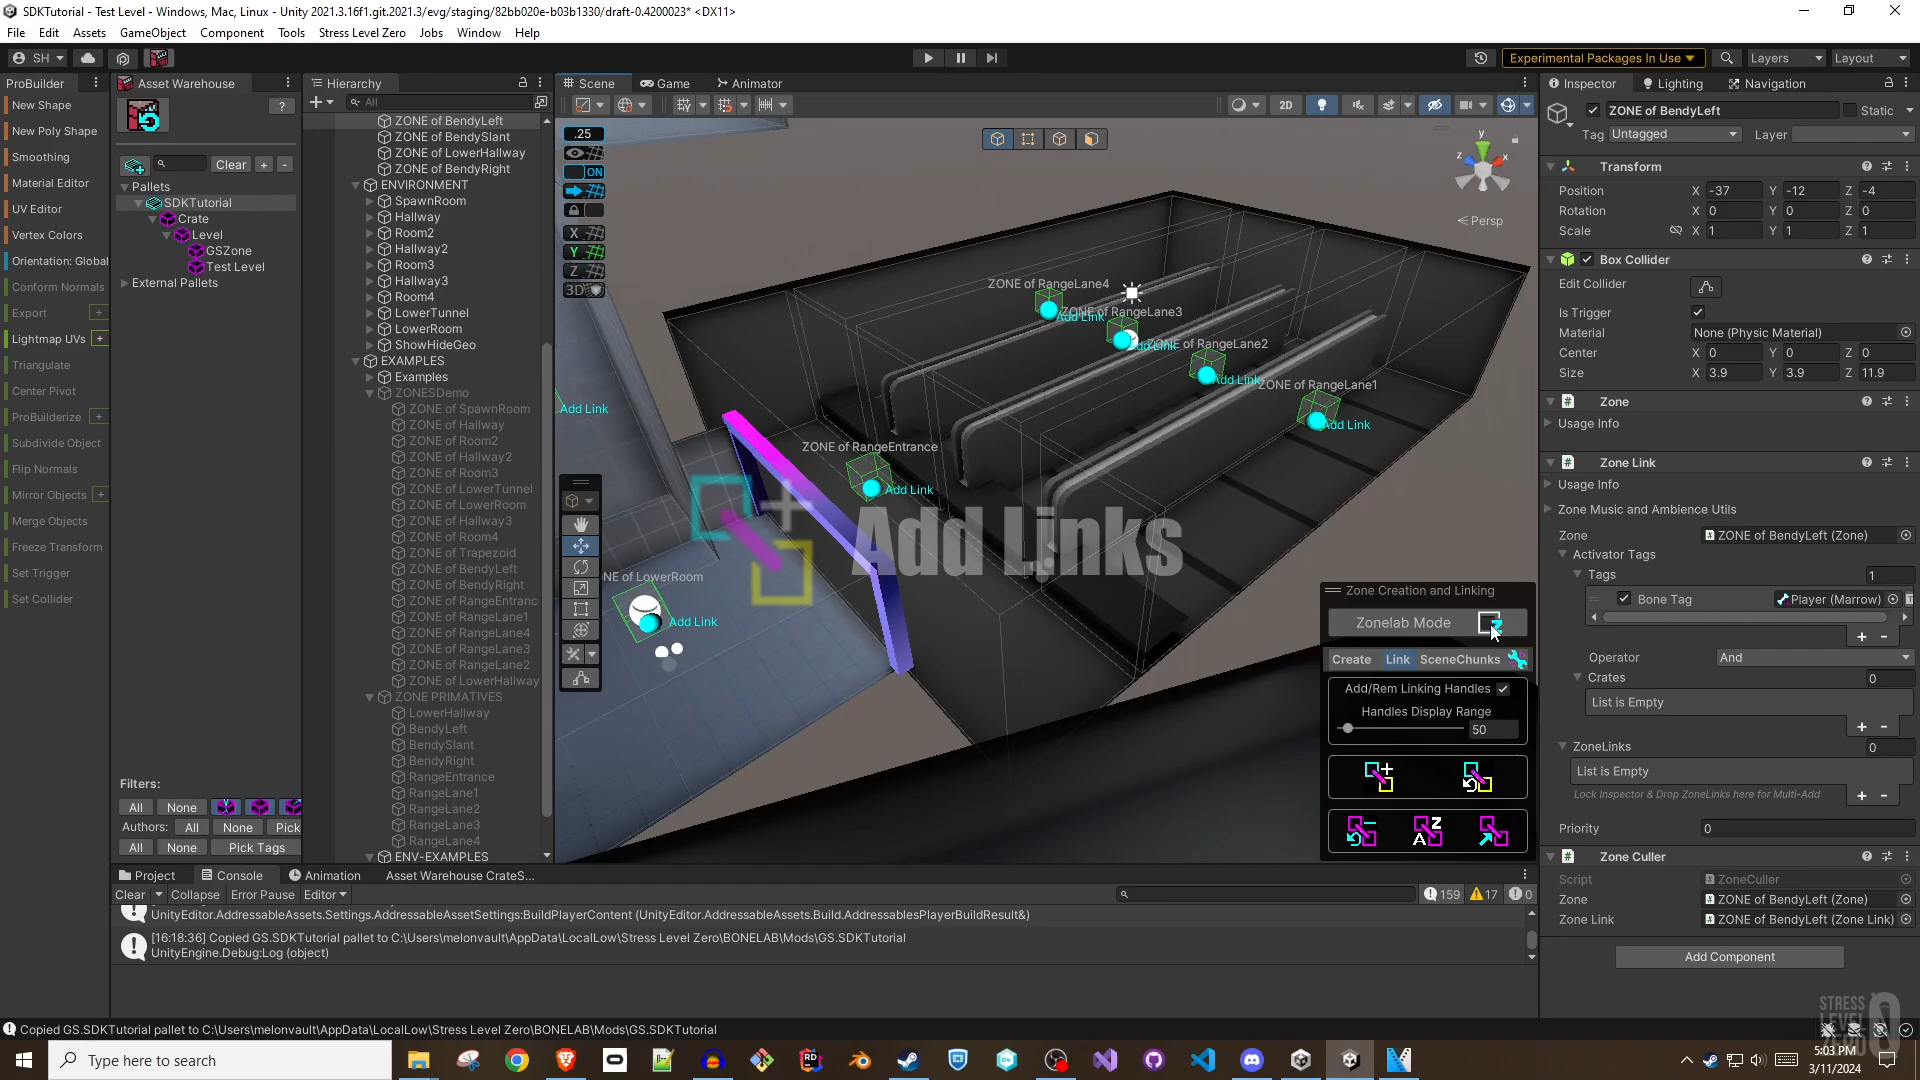 SDKTutorial - Test Level - Windows, Mac, Linux - Unity 2021.3.16f1.git.2021.3/evg/staging/82bb020e-b03b1330/draft-0.4200023* <DX11>
File Edit Assets GameObject Component Tools Stress Level Zero Jobs Window Help
SH Experimental Packages In Use Layers Layout
ProBuilder
New Shape
New Poly Shape
Smoothing
Material Editor
UV Editor
Vertex Colors
Orientation: Global
Conform Normals
Export +
Lightmap UVs +
Triangulate
Center Pivot
ProBuilderize +
Subdivide Object
Flip Normals
Mirror Objects +
Merge Objects
Freeze Transform
Set Trigger
Set Collider
Asset Warehouse
?
Clear + -
Pallets
SDKTutorial
Crate
Level
GSZone
Test Level
External Pallets
Filters:
All None
Authors: All None Pick
All None Pick Tags
Hierarchy
All
ZONE of BendyLeft
ZONE of BendySlant
ZONE of LowerHallway
ZONE of BendyRight
ENVIRONMENT
SpawnRoom
Hallway
Room2
Hallway2
Room3
Hallway3
Room4
LowerTunnel
LowerRoom
ShowHideGeo
EXAMPLES
Examples
ZONESDemo
ZONE of SpawnRoom
ZONE of Hallway
ZONE of Room2
ZONE of Hallway2
ZONE of Room3
ZONE of LowerTunnel
ZONE of LowerRoom
ZONE of Hallway3
ZONE of Room4
ZONE of Trapezoid
ZONE of BendyLeft
ZONE of BendyRight
ZONE of RangeEntranc
ZONE of RangeLane1
ZONE of RangeLane4
ZONE of RangeLane3
ZONE of RangeLane2
ZONE of LowerHallway
ZONE PRIMATIVES
LowerHallway
BendyLeft
BendySlant
BendyRight
RangeEntrance
RangeLane1
RangeLane2
RangeLane3
RangeLane4
ENV-EXAMPLES
Scene Game Animator
2D
.25
ON
X
Y
Z
3D
y
z x
< Persp
ZONE of RangeLane4
Add Link
ZONE of RangeLane3
Add Link
ZONE of RangeLane2
Add Link
ZONE of RangeLane1
Add Link
Add Link
ZONE of RangeEntrance
Add Link
Add Links
NE of LowerRoom
Add Link
Zone Creation and Linking
Zonelab Mode
Create Link SceneChunks
Add/Rem Linking Handles
Handles Display Range
50
Inspector Lighting Navigation
ZONE of BendyLeft Static
Tag Untagged Layer
Transform
Position X -37 Y -12 Z -4
Rotation X 0 Y 0 Z 0
Scale X 1 Y 1 Z 1
Box Collider
Edit Collider
Is Trigger
Material None (Physic Material)
Center X 0 Y 0 Z 0
Size X 3.9 Y 3.9 Z 11.9
Zone
Usage Info
Zone Link
Usage Info
Zone Music and Ambience Utils
Zone ZONE of BendyLeft (Zone)
Activator Tags
Tags 1
Bone Tag Player (Marrow)
+ -
Operator And
Crates 0
List is Empty
+ -
ZoneLinks 0
List is Empty
Lock Inspector & Drop ZoneLinks here for Multi-Add + -
Priority 0
Zone Culler
Script ZoneCuller
Zone ZONE of BendyLeft (Zone)
Zone Link ZONE of BendyLeft (Zone Link)
Add Component
STRESS
LEVEL
ZERO
Project Console Animation Asset Warehouse CrateS...
Clear Collapse Error Pause Editor 159 17 0
UnityEditor.AddressableAssets.Settings.AddressableAssetSettings:BuildPlayerContent (UnityEditor.AddressableAssets.Build.AddressablesPlayerBuildResult&)
[16:18:36] Copied GS.SDKTutorial pallet to C:\Users\melonvault\AppData\LocalLow\Stress Level Zero\BONELAB\Mods\GS.SDKTutorial
UnityEngine.Debug:Log (object)
Copied GS.SDKTutorial pallet to C:\Users\melonvault\AppData\LocalLow\Stress Level Zero\BONELAB\Mods\GS.SDKTutorial
Type here to search
5:03 PM
3/11/2024